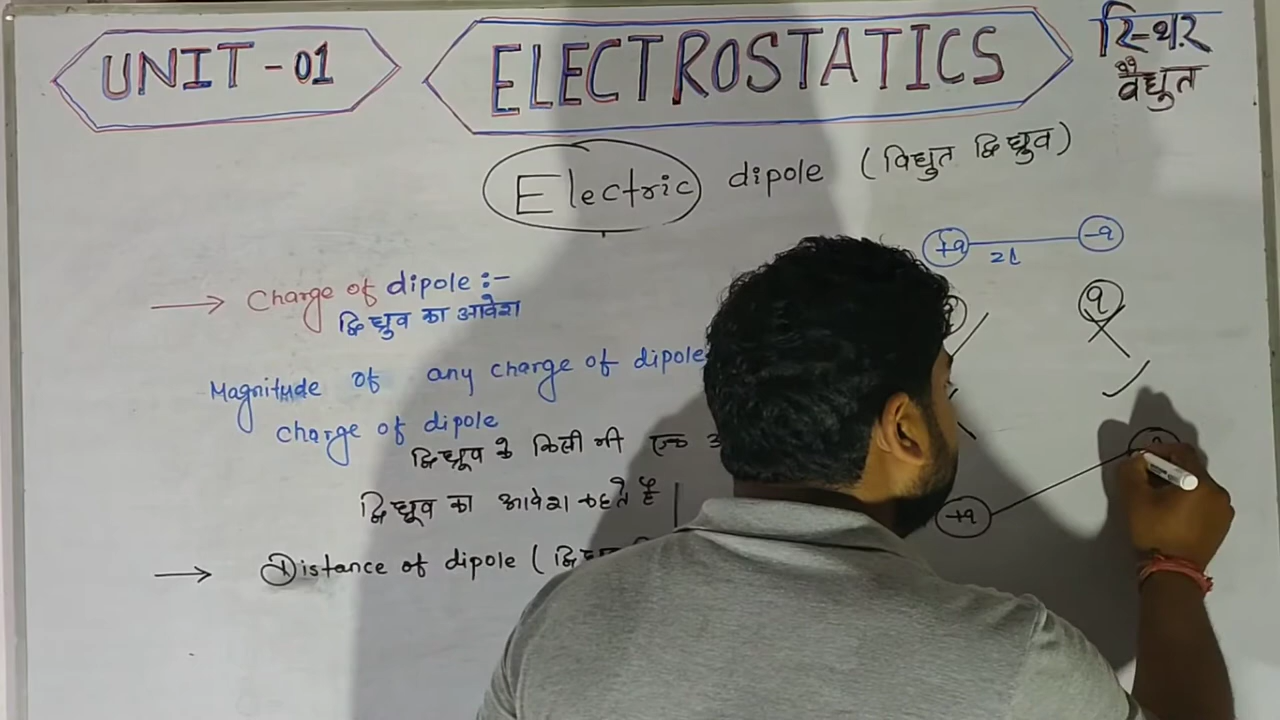 UNIT-01
ELECTROSTATICS
स्थिर
वैद्युत
Electric dipole (विद्युत द्विध्रुव)
+q 2l -q
q
→ Charge of dipole :-
द्विध्रुव का आवेश
Magnitude of any charge of dipole
charge of dipole
द्विध्रुव के किसी भी एक
द्विध्रुव का आवेश कहते है
+q
→ Distance of dipole (